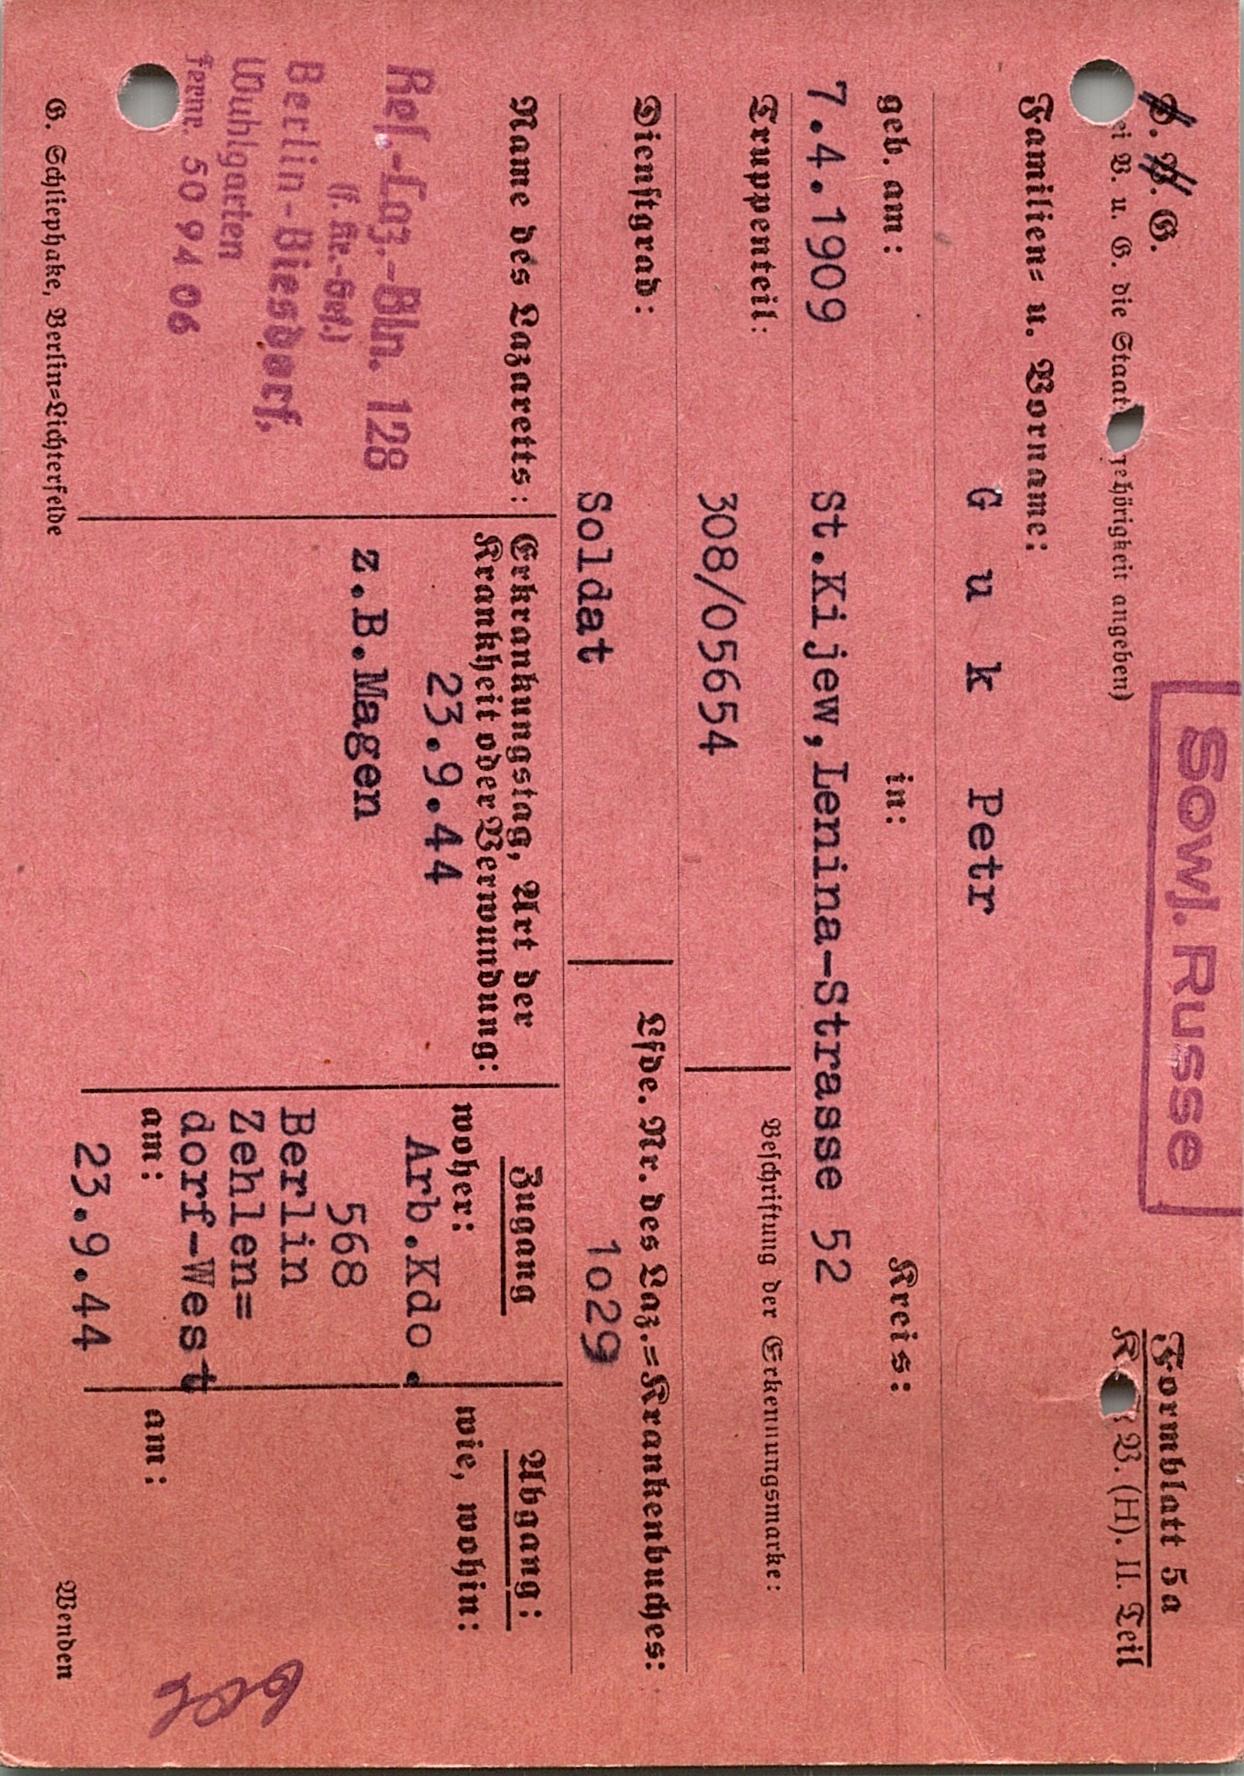 Sowj. Russe
B. V. G.
ei V. u. G. die Staat ehörigkeit angeben)
Formblatt 5a
K V. (H). II. Teil
Familien= u. Vorname:
G u k Petr
geb. am: in: Kreis:
7.4.1909 St.Kijew,Lenina-Strasse 52
Truppenteil: Beschriftung der Erkennungsmarke:
308/05654
Dienstgrad: Lfde. Nr. des Laz.=Krankenbuches:
Soldat 1o29
Name des Lazaretts:
Ref.-Laz.-Bln. 128
(f. Kr.-Gef.)
Berlin-Biesdorf,
Wuhlgarten
Fernr. 50 94 06
Erkrankungstag, Art der
Krankheit oder Verwundung:
23.9.44
z.B.Magen
Zugang
woher:
Arb.Kdo.
568
Berlin
Zehlen=
dorf-West
am:
23.9.44
Abgang:
wie, wohin:
am:
G. Schliephake, Berlin=Lichterfelde
Wenden